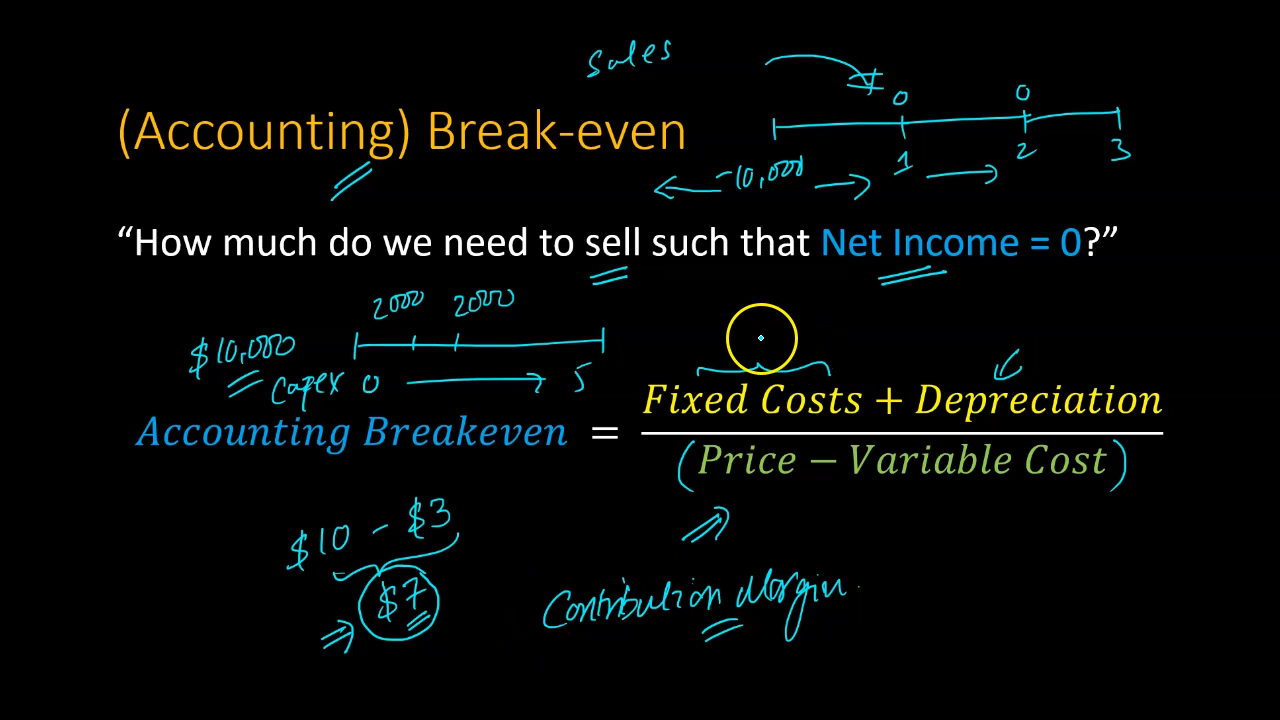 Sales
0 0
(Accounting) Break-even
-10,000 1 2 3
“How much do we need to sell such that Net Income = 0?”
2000 2000
$10,000
Capex 0 5
Accounting Breakeven = Fixed Costs + Depreciation
(Price − Variable Cost)
$10 - $3
$7
Contribution Margin